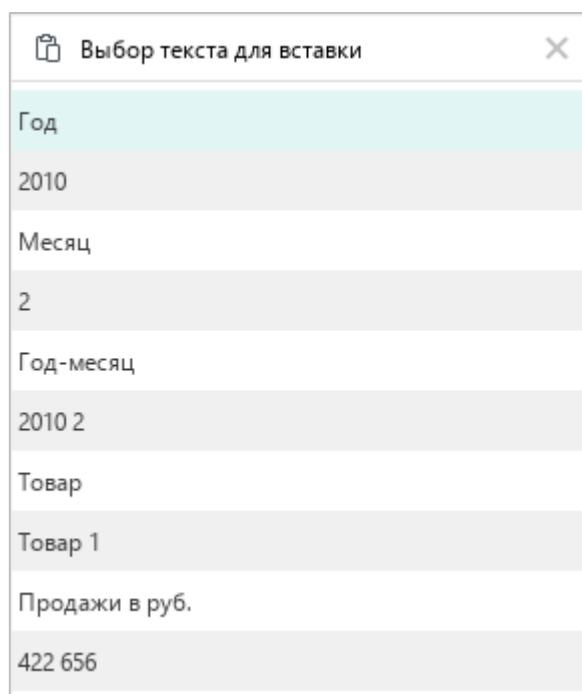 Выбор текста для вставки
Год
2010
Месяц
2
Год-месяц
2010 2
Товар
Товар 1
Продажи в руб.
422 656